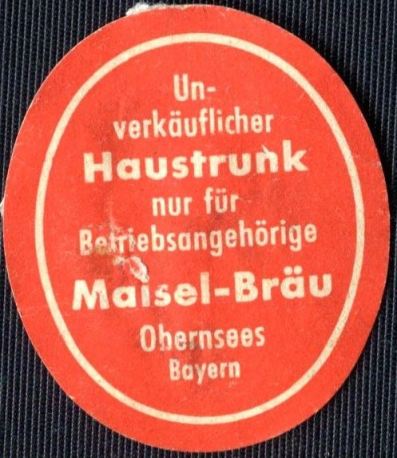 Un-
verkäuflicher
Haustrunk
nur für
Betriebsangehörige
Maisel-Bräu
Obernsees
Bayern